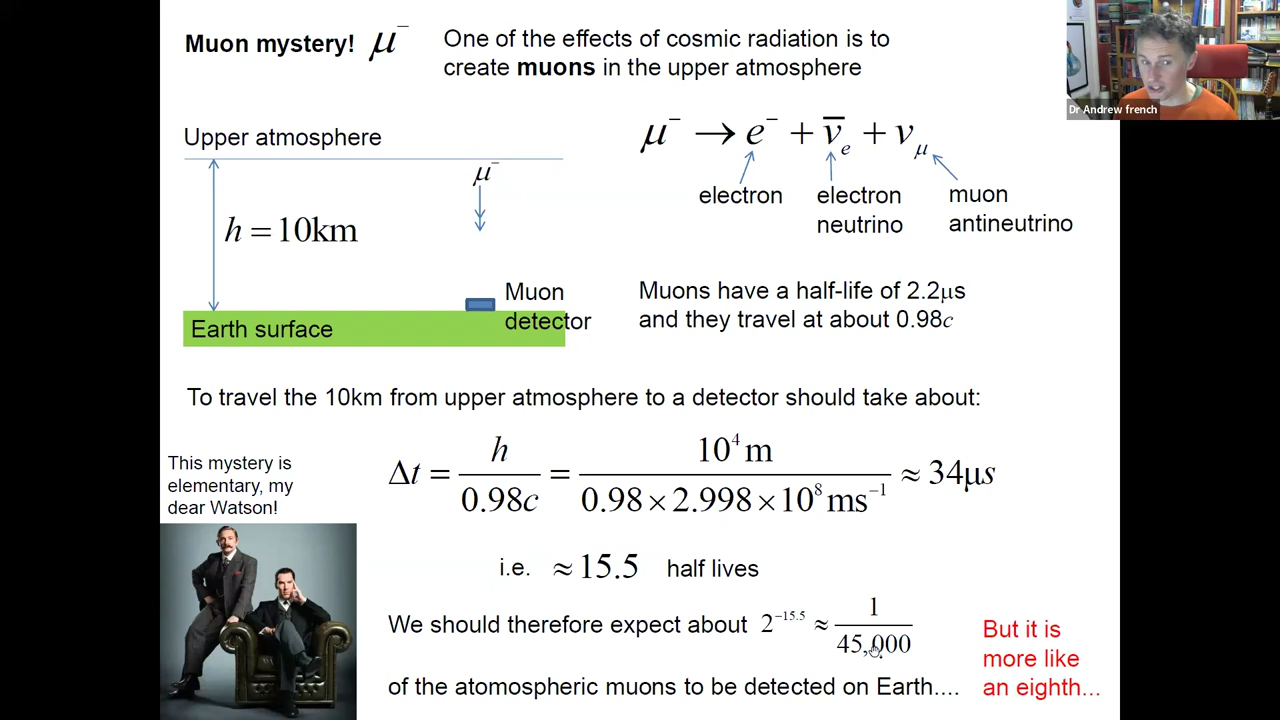 Muon mystery! μ⁻
One of the effects of cosmic radiation is to
create muons in the upper atmosphere
Dr Andrew french
Upper atmosphere
μ⁻
h = 10km
Muon
detector
Earth surface
μ⁻ → e⁻ + ν̅ₑ + ν_μ
electron
electron
neutrino
muon
antineutrino
Muons have a half-life of 2.2μs
and they travel at about 0.98c
To travel the 10km from upper atmosphere to a detector should take about:
Δt = h / 0.98c = 10⁴ m / 0.98 × 2.998 × 10⁸ ms⁻¹ ≈ 34μs
This mystery is
elementary, my
dear Watson!
i.e. ≈ 15.5 half lives
We should therefore expect about 2⁻¹⁵·⁵ ≈ 1 / 45,000
of the atomospheric muons to be detected on Earth....
But it is
more like
an eighth...